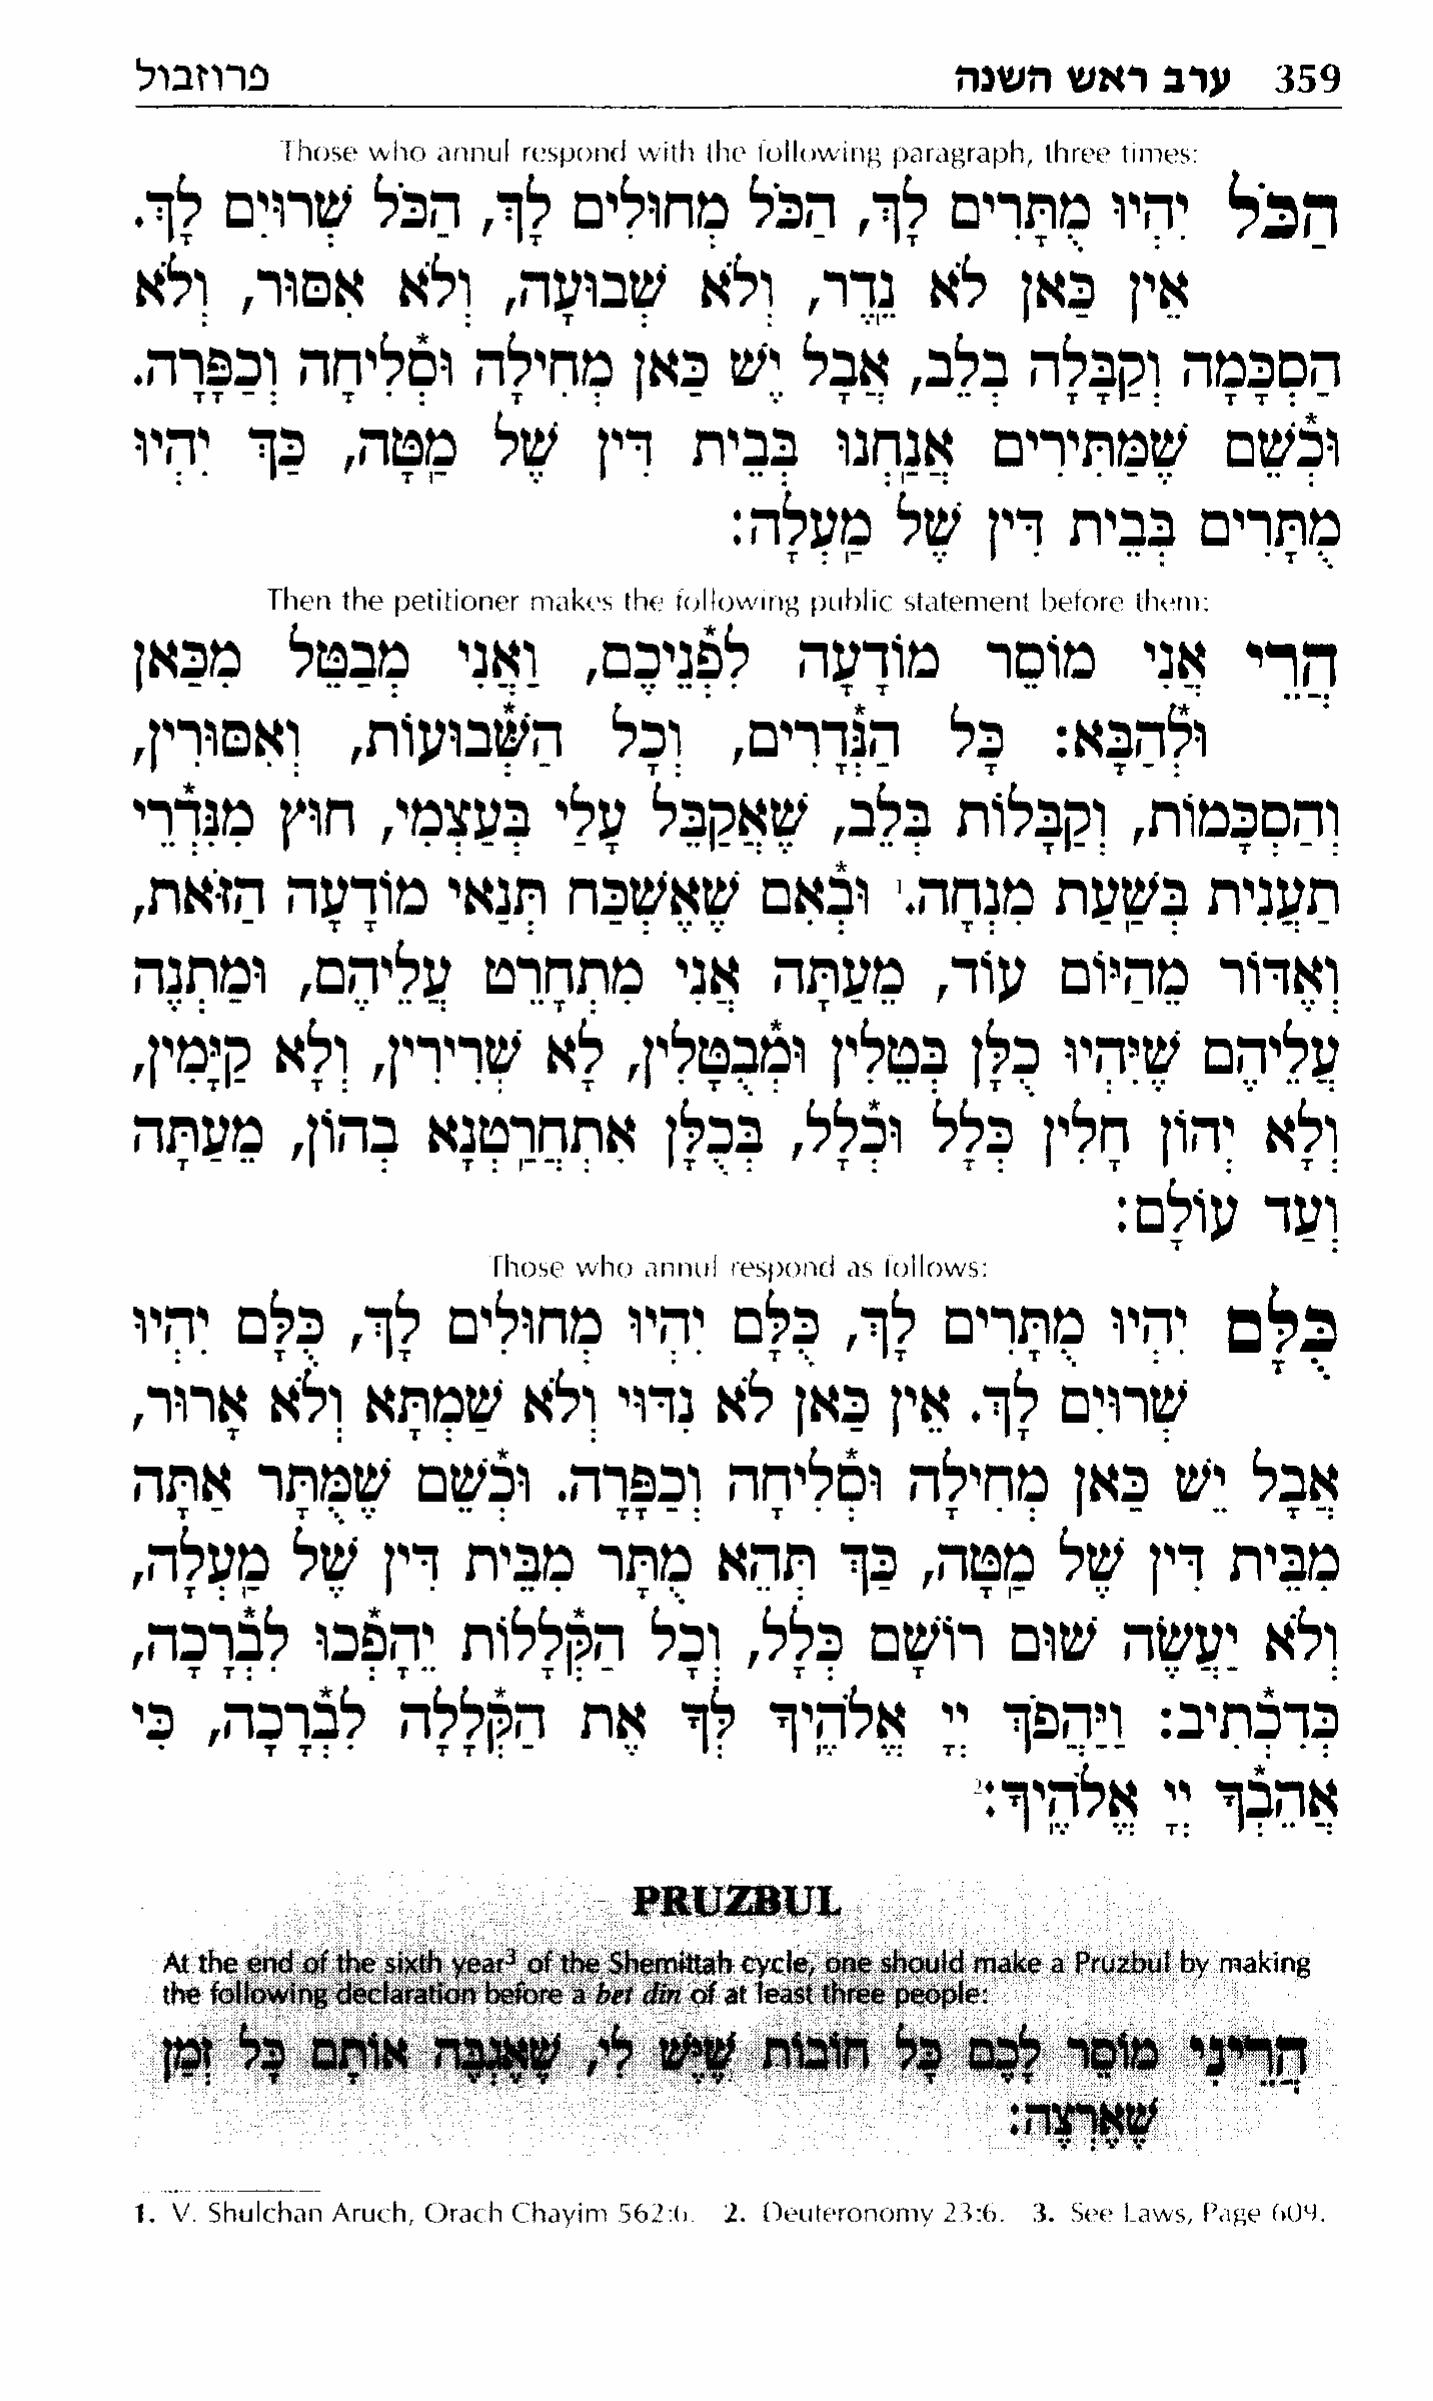 359 ערב ראש השנה פרוזבול
Those who annul respond with the following paragraph, three times:
הַכֹּל יִהְיוּ מֻתָּרִים לָךְ, הַכֹּל מְחוּלִים לָךְ, הַכֹּל שְׁרוּיִם לָךְ.
אֵין כַּאן לֹא נֵֽדֶר, וְלֹא שְׁבוּעָה, וְלֹא אִסּוּר, וְלֹא
הַסְכָּמָה וְקַבָּלָה בְלֵב, אֲבָל יֶשׁ כַּאן מְחִילָה וּסְ֯לִיחָה וְכַפָּרָה.
וּכְ֯שֵׁם שֶׁמַּתִּירִים אֲנַֽחְנוּ בְּבֵית דִּין שֶׁל מַֽטָּה, כַּךְ יִהְיוּ
מֻתָּרִים בְּבֵית דִּין שֶׁל מַֽעְלָה:
Then the petitioner makes the following public statement before them:
הֲרֵי אֲנִי מוֹסֵר מוֹדָעָה לִפְ֯נֵיכֶם, וַאֲנִי מְבַטֵּל מִכַּאן
וּלְ֯הַבָּא: כָּל הַנְּ֯דָרִים, וְכָל הַשְּׁ֯בוּעוֹת, וְאִסּוּרִין,
וְהַסְכָּמוֹת, וְקַבָּלוֹת בְּלֵב, שֶׁאֲקַבֵּל עָלַי בְּעַצְמִי, חוּץ מִנִּדְ֯רֵי
תַעֲנִית בְּשַֽׁעַת מִנְחָה.¹ וּבְ֯אִם שֶׁאֶשְׁכַּח תְּנַאי מוֹדָעָה הַזֹּאת,
וְאֶדּוֹר מֵהַיּוֹם עוֹד, מֵעַתָּה אֲנִי מִתְחָרֵט עֲלֵיהֶם, וּמַתְנֶה
עֲלֵיהֶם שֶׁיִּהְיוּ כֻלָּן בְּטֵלִין וּמְ֯בֻטָּלִין, לָא שְׁרִירִין, וְלָא קַיָּמִין,
וְלָא יְהוֹן חָלִין כְּלָל וּכְ֯לָל, בְּכֻלָּן אִתְחֲרַֽטְנָא בְהוֹן, מֵעַתָּה
וְעַד עוֹלָם:
Those who annul respond as follows:
כֻּלָּם יִהְיוּ מֻתָּרִים לָךְ, כֻּלָּם יִהְיוּ מְחוּלִים לָךְ, כֻּלָּם יִהְיוּ
שְׁרוּיִם לָךְ. אֵין כַּאן לֹא נִדּוּי וְלֹא שַׁמְתָּא וְלֹא אָרוּר,
אֲבָל יֵשׁ כַּאן מְחִילָה וּסְ֯לִיחָה וְכַפָּרָה. וּכְ֯שֵׁם שֶׁמֻּתָּר אַתָּה
מִבֵּית דִּין שֶׁל מַֽטָּה, כַּךְ תְּהֵא מֻתָּר מִבֵּית דִּין שֶׁל מַֽעְלָה,
וְלֹא יַעֲשֶׂה שׁוּם רוֹשָׁם כְּלָל, וְכָל הַקְּ֯לָלוֹת יֵהָפְ֯כוּ לִבְ֯רָכָה,
כְּדִכְ֯תִיב: וַיַּהֲפֹךְ יְיָ אֱלֹהֶֽיךָ לְּךָ אֶת הַקְּ֯לָלָה לִבְ֯רָכָה, כִּי
אֲהֵבְ֯ךָ יְיָ אֱלֹהֶֽיךָ:²
PRUZBUL
At the end of the sixth year³ of the Shemittah cycle, one should make a Pruzbul by making
the following declaration before a bet din of at least three people:
הֲרֵינִי מוֹסֵר לָכֶם כָּל חוֹבוֹת שֶׁיֵּשׁ לִי, שֶׁאֶגְבֶּה אוֹתָם כָּל זְמַן
שֶׁאֶרְצֶה:
1. V. Shulchan Aruch, Orach Chayim 562:6. 2. Deuteronomy 23:6. 3. See Laws, Page 609.